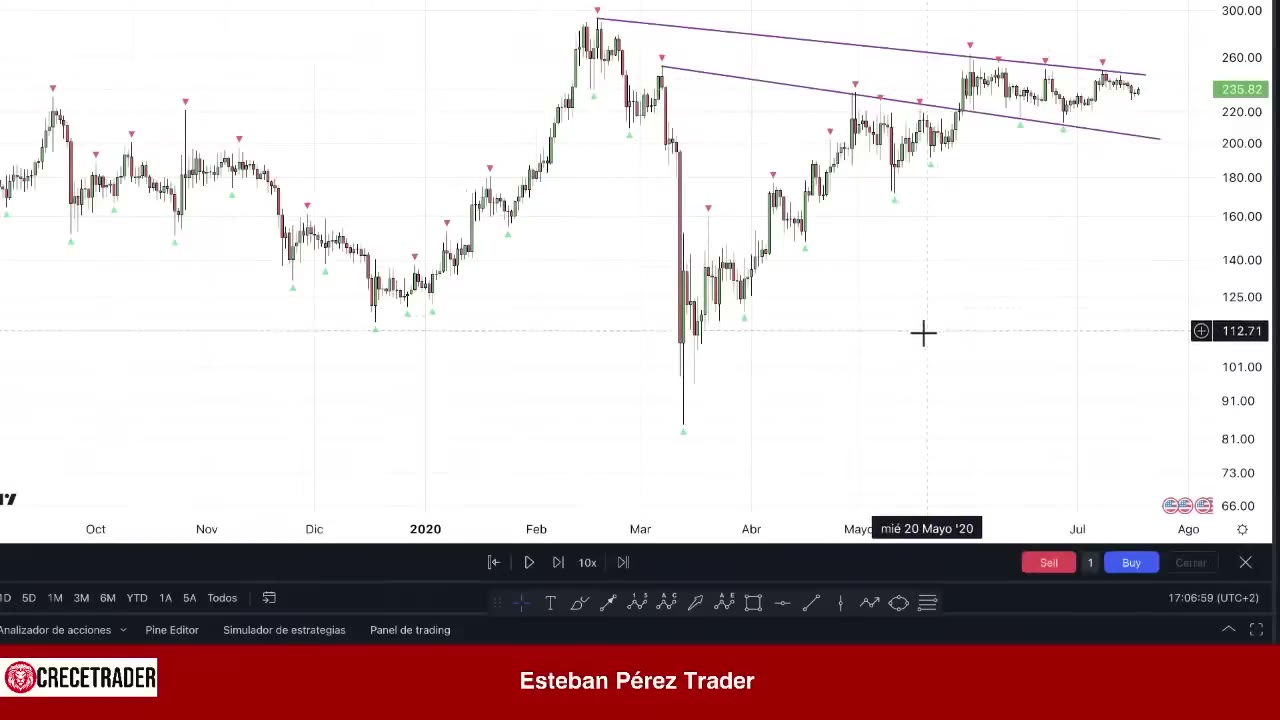 300.00
260.00
235.82
220.00
200.00
180.00
160.00
140.00
125.00
112.71
101.00
91.00
81.00
73.00
66.00
Oct Nov Dic 2020 Feb Mar Abr Mayo mié 20 Mayo '20 Jul Ago
10x Sell 1 Buy Cerrar
1D 5D 1M 3M 6M YTD 1A 5A Todos 17:06:59 (UTC+2)
Analizador de acciones Pine Editor Simulador de estrategias Panel de trading
CRECETRADER
Esteban Pérez Trader